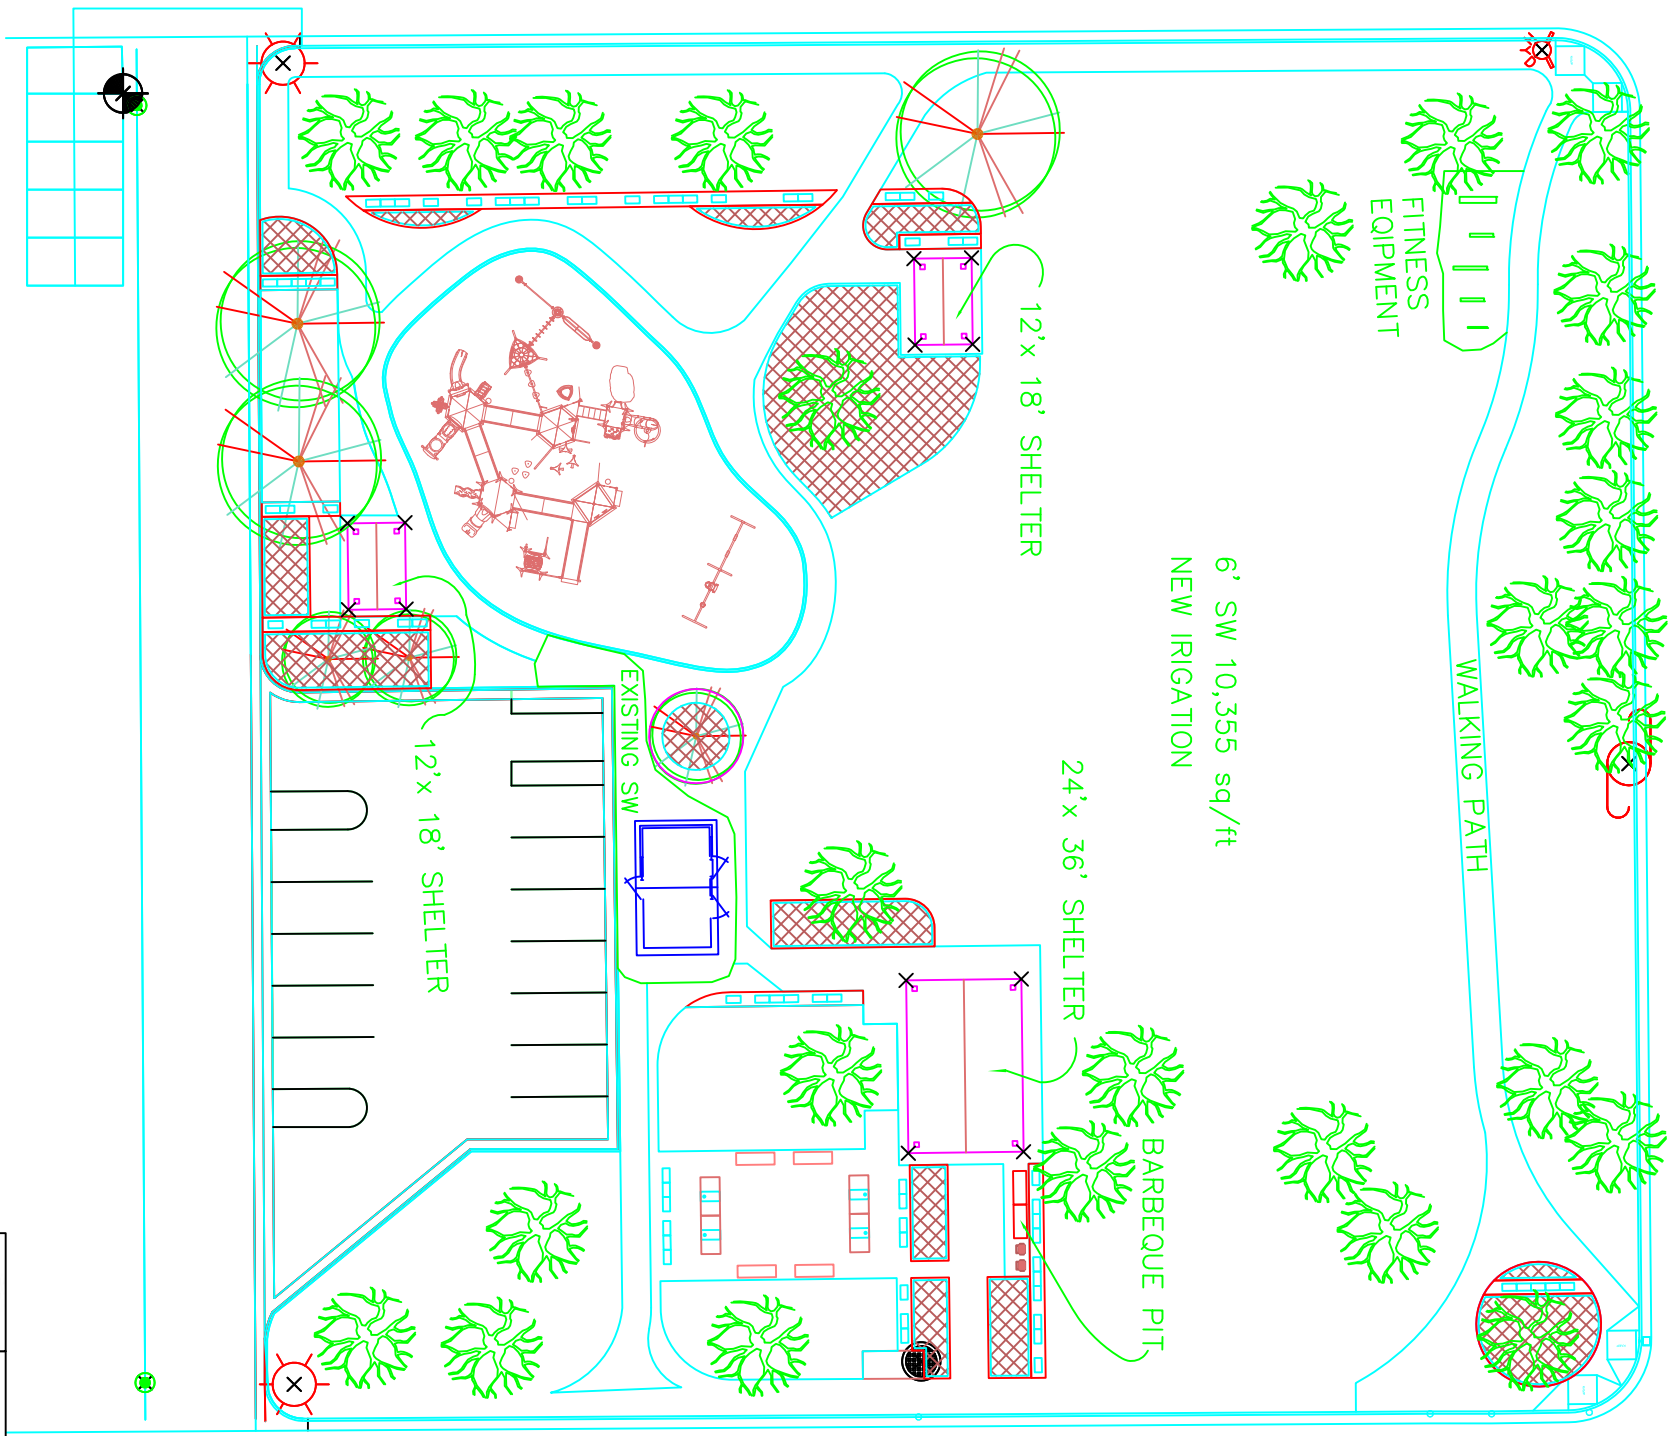 FITNESS
EQIPMENT
12'x 18' SHELTER
6' SW 10,355 sq/ft
NEW IRIGATION
WALKING PATH
EXISTING SW
12'x 18' SHELTER
24'x 36' SHELTER
BARBEQUE PIT